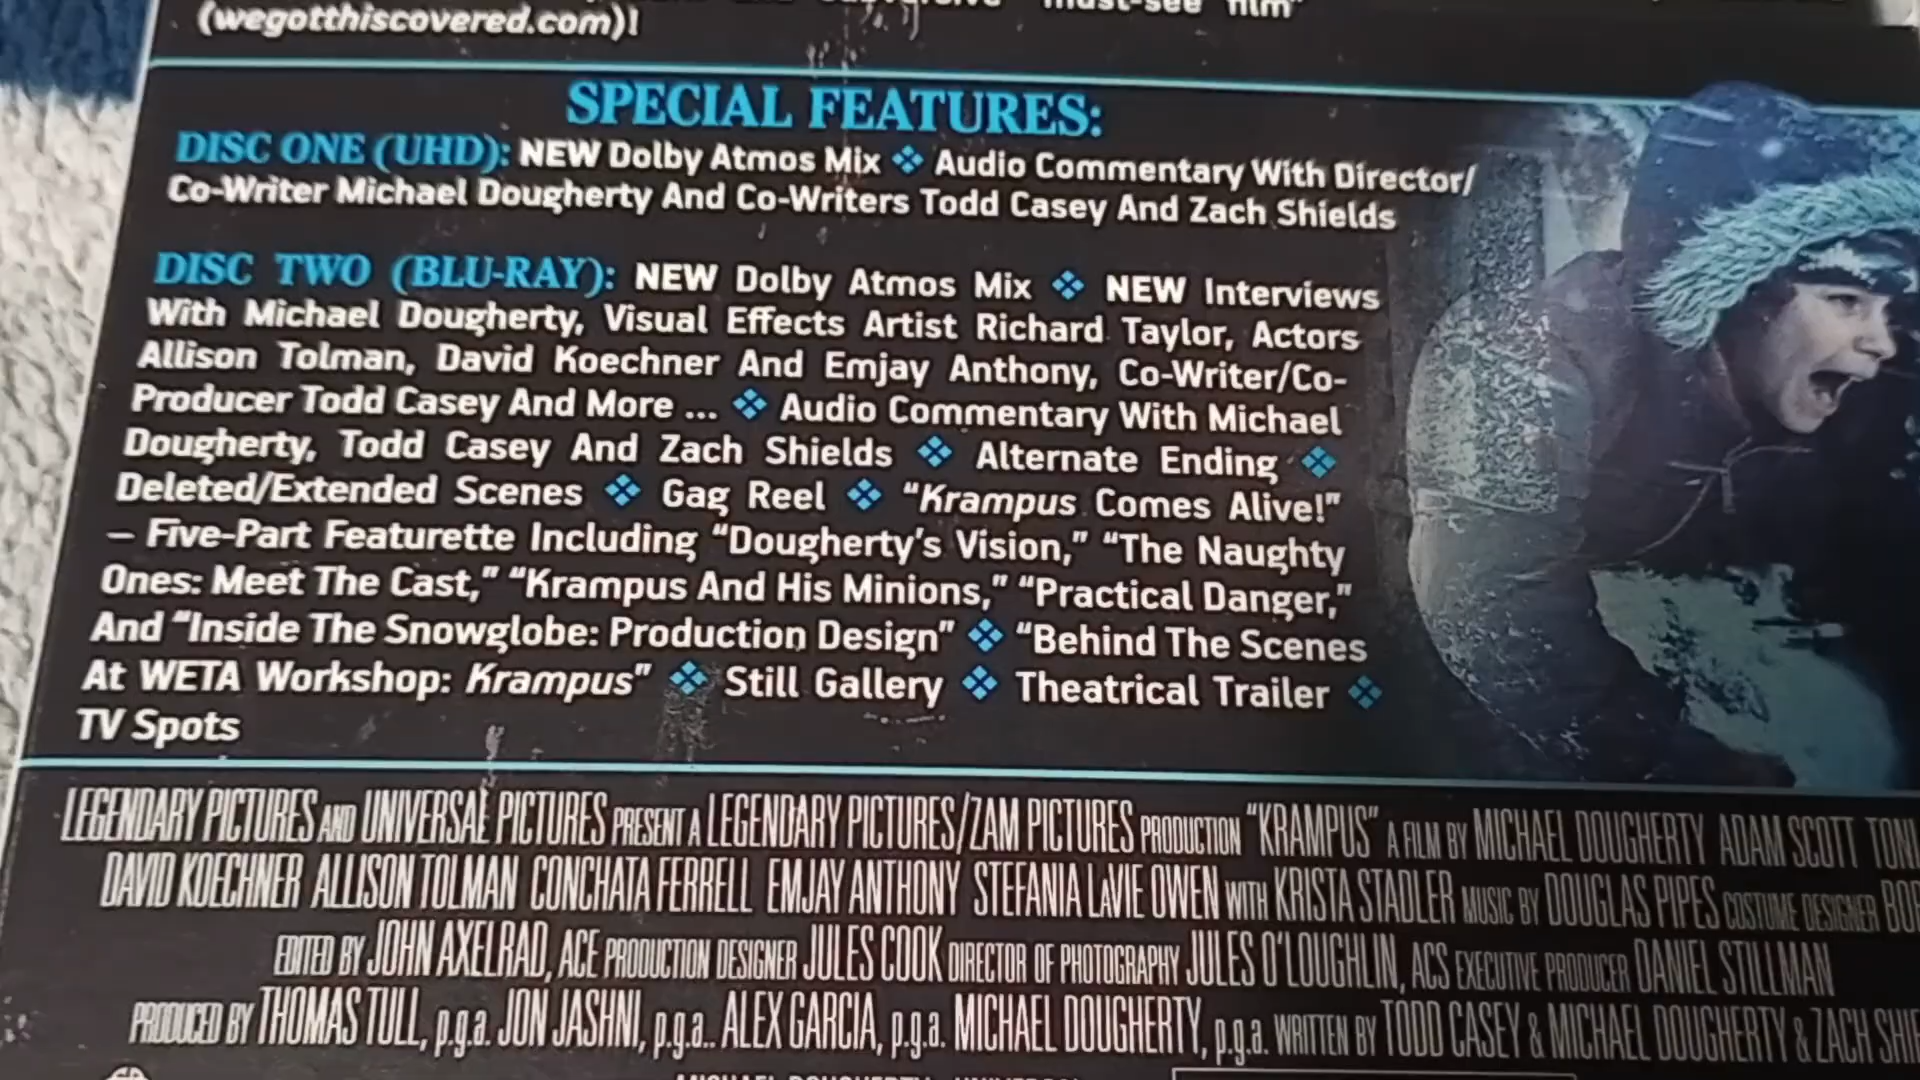 "must-see film"
(wegotthiscovered.com)!
SPECIAL FEATURES:
DISC ONE (UHD): NEW Dolby Atmos Mix ❖ Audio Commentary With Director/
Co-Writer Michael Dougherty And Co-Writers Todd Casey And Zach Shields
DISC TWO (BLU-RAY): NEW Dolby Atmos Mix ❖ NEW Interviews
With Michael Dougherty, Visual Effects Artist Richard Taylor, Actors
Allison Tolman, David Koechner And Emjay Anthony, Co-Writer/Co-
Producer Todd Casey And More ... ❖ Audio Commentary With Michael
Dougherty, Todd Casey And Zach Shields ❖ Alternate Ending ❖
Deleted/Extended Scenes ❖ Gag Reel ❖ "Krampus Comes Alive!"
– Five-Part Featurette Including "Dougherty's Vision," "The Naughty
Ones: Meet The Cast," "Krampus And His Minions," "Practical Danger,"
And "Inside The Snowglobe: Production Design" ❖ "Behind The Scenes
At WETA Workshop: Krampus" ❖ Still Gallery ❖ Theatrical Trailer ❖
TV Spots
LEGENDARY PICTURES AND UNIVERSAL PICTURES PRESENT A LEGENDARY PICTURES/ZAM PICTURES PRODUCTION "KRAMPUS" A FILM BY MICHAEL DOUGHERTY ADAM SCOTT
DAVID KOECHNER ALLISON TOLMAN CONCHATA FERRELL EMJAY ANTHONY STEFANIA LAVIE OWEN WITH KRISTA STADLER MUSIC BY DOUGLAS PIPES COSTUME DESIGNER
EDITED BY JOHN AXELRAD, ACE PRODUCTION DESIGNER JULES COOK DIRECTOR OF PHOTOGRAPHY JULES O'LOUGHLIN, ACS EXECUTIVE PRODUCER DANIEL STILLMAN
PRODUCED BY THOMAS TULL, p.g.a. JON JASHNI, p.g.a.. ALEX GARCIA, p.g.a. MICHAEL DOUGHERTY, p.g.a. WRITTEN BY TODD CASEY & MICHAEL DOUGHERTY & ZACH